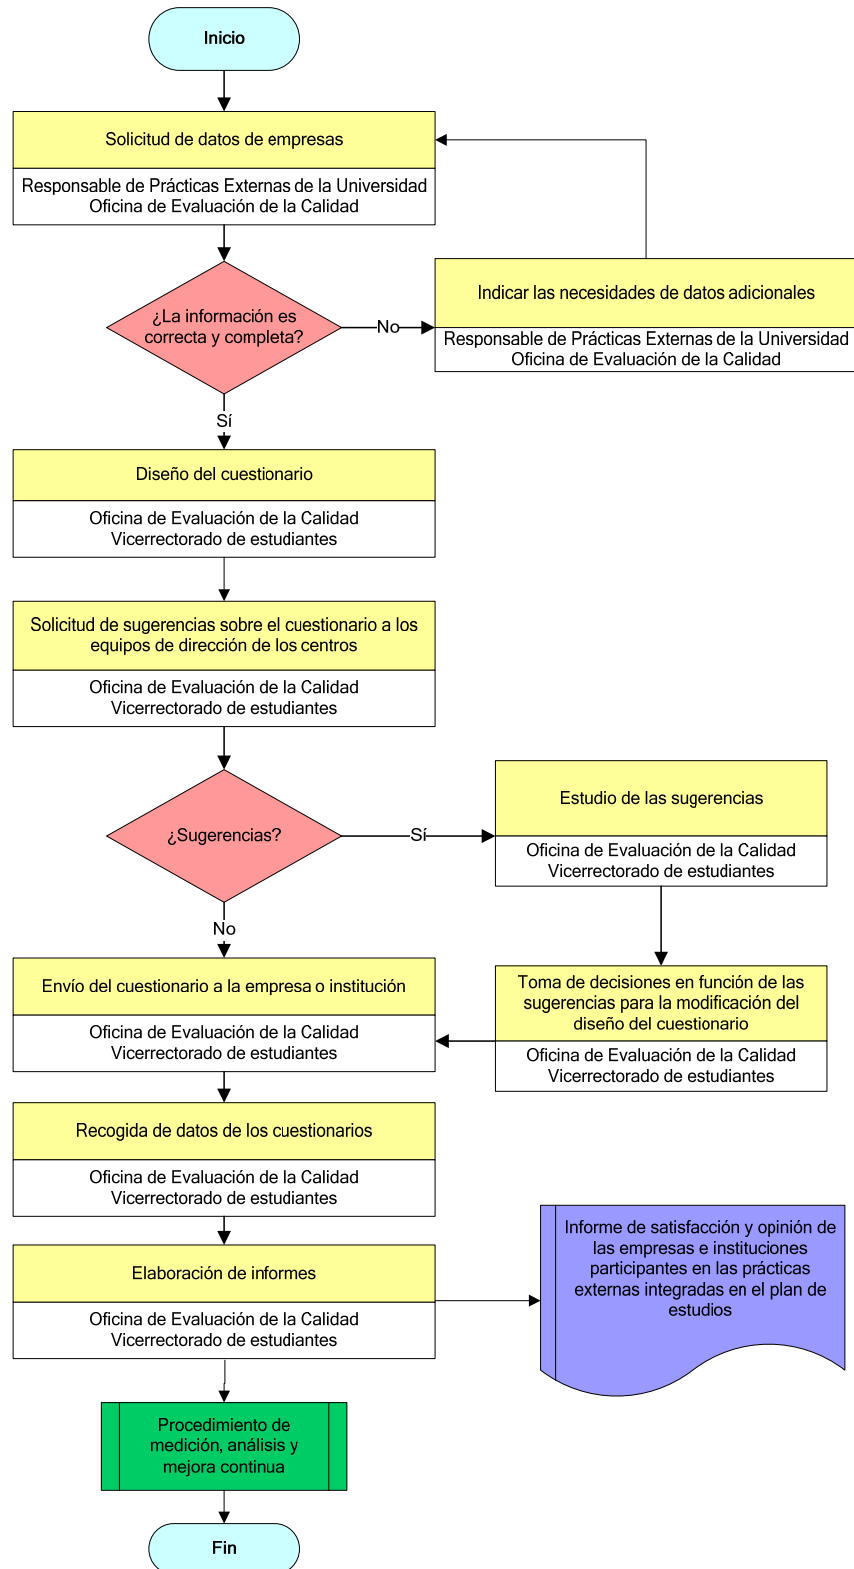 Inicio
Solicitud de datos de empresas
Responsable de Prácticas Externas de la Universidad
Oficina de Evaluación de la Calidad
¿La información es
correcta y completa?
No
Indicar las necesidades de datos adicionales
Responsable de Prácticas Externas de la Universidad
Oficina de Evaluación de la Calidad
Sí
Diseño del cuestionario
Oficina de Evaluación de la Calidad
Vicerrectorado de estudiantes
Solicitud de sugerencias sobre el cuestionario a los
equipos de dirección de los centros
Oficina de Evaluación de la Calidad
Vicerrectorado de estudiantes
¿Sugerencias?
Sí
Estudio de las sugerencias
Oficina de Evaluación de la Calidad
Vicerrectorado de estudiantes
No
Envío del cuestionario a la empresa o institución
Oficina de Evaluación de la Calidad
Vicerrectorado de estudiantes
Toma de decisiones en función de las
sugerencias para la modificación del
diseño del cuestionario
Oficina de Evaluación de la Calidad
Vicerrectorado de estudiantes
Recogida de datos de los cuestionarios
Oficina de Evaluación de la Calidad
Vicerrectorado de estudiantes
Elaboración de informes
Oficina de Evaluación de la Calidad
Vicerrectorado de estudiantes
Informe de satisfacción y opinión de
las empresas e instituciones
participantes en las prácticas
externas integradas en el plan de
estudios
Procedimiento de
medición, análisis y
mejora continua
Fin